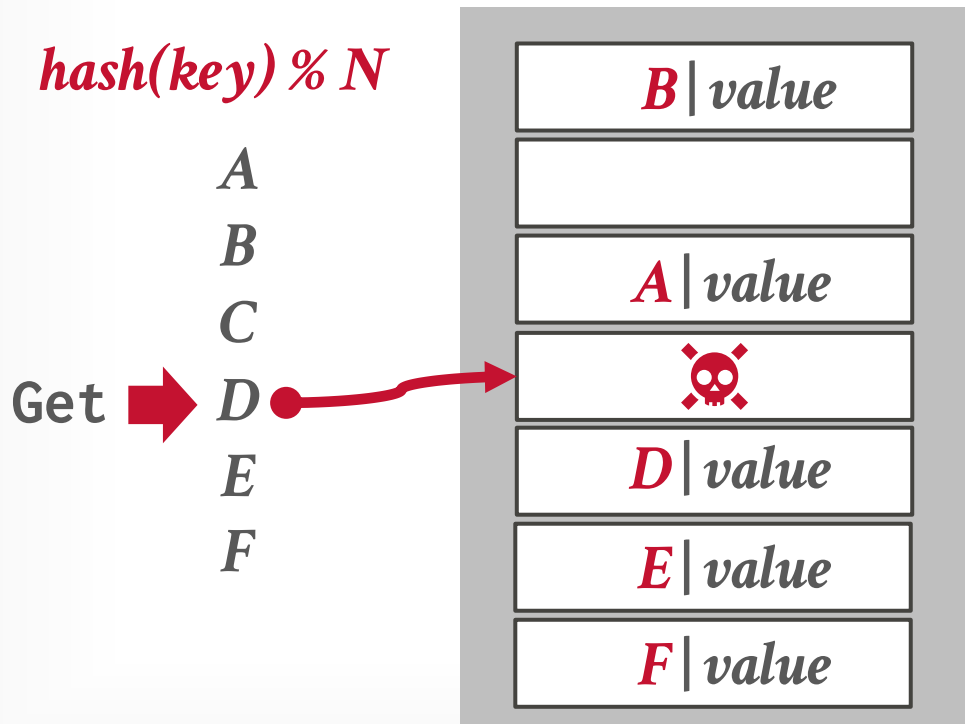 hash(key) % N
A
B
C
Get D
E
F
B|value
A|value
D|value
E|value
F|value